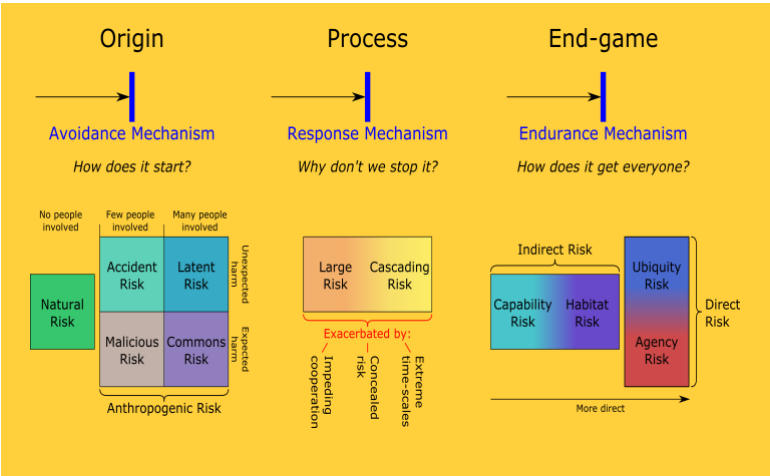 Origin
Process
End-game
Avoidance Mechanism
Response Mechanism
Endurance Mechanism
How does it start?
Why don't we stop it?
How does it get everyone?
No people
involved
Few people
involved
Many people
involved
Natural
Risk
Accident
Risk
Latent
Risk
Unexpected
harm
Malicious
Risk
Commons
Risk
Expected
harm
Anthropogenic Risk
Large
Risk
Cascading
Risk
Exacerbated by:
Impeding
cooperation
Concealed
risk
Extreme
time-scales
Indirect Risk
Capability
Risk
Habitat
Risk
Ubiquity
Risk
Agency
Risk
Direct
Risk
More direct